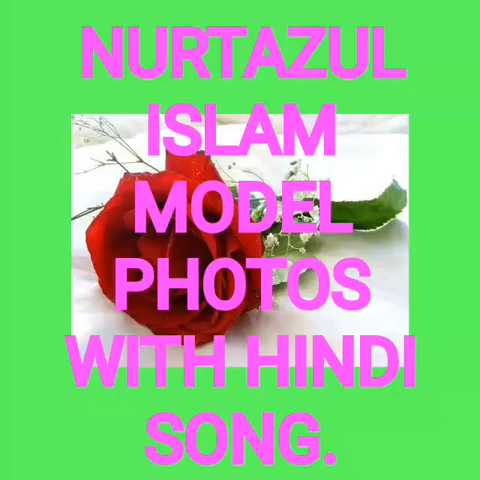 NURTAZUL
ISLAM
MODEL
PHOTOS
WITH HINDI
SONG.